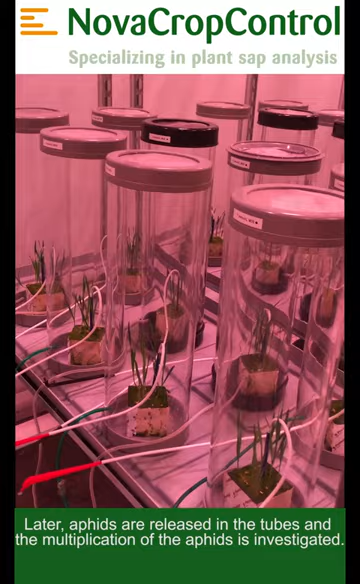 NovaCropControl
Specializing in plant sap analysis
Later, aphids are released in the tubes and
the multiplication of the aphids is investigated.